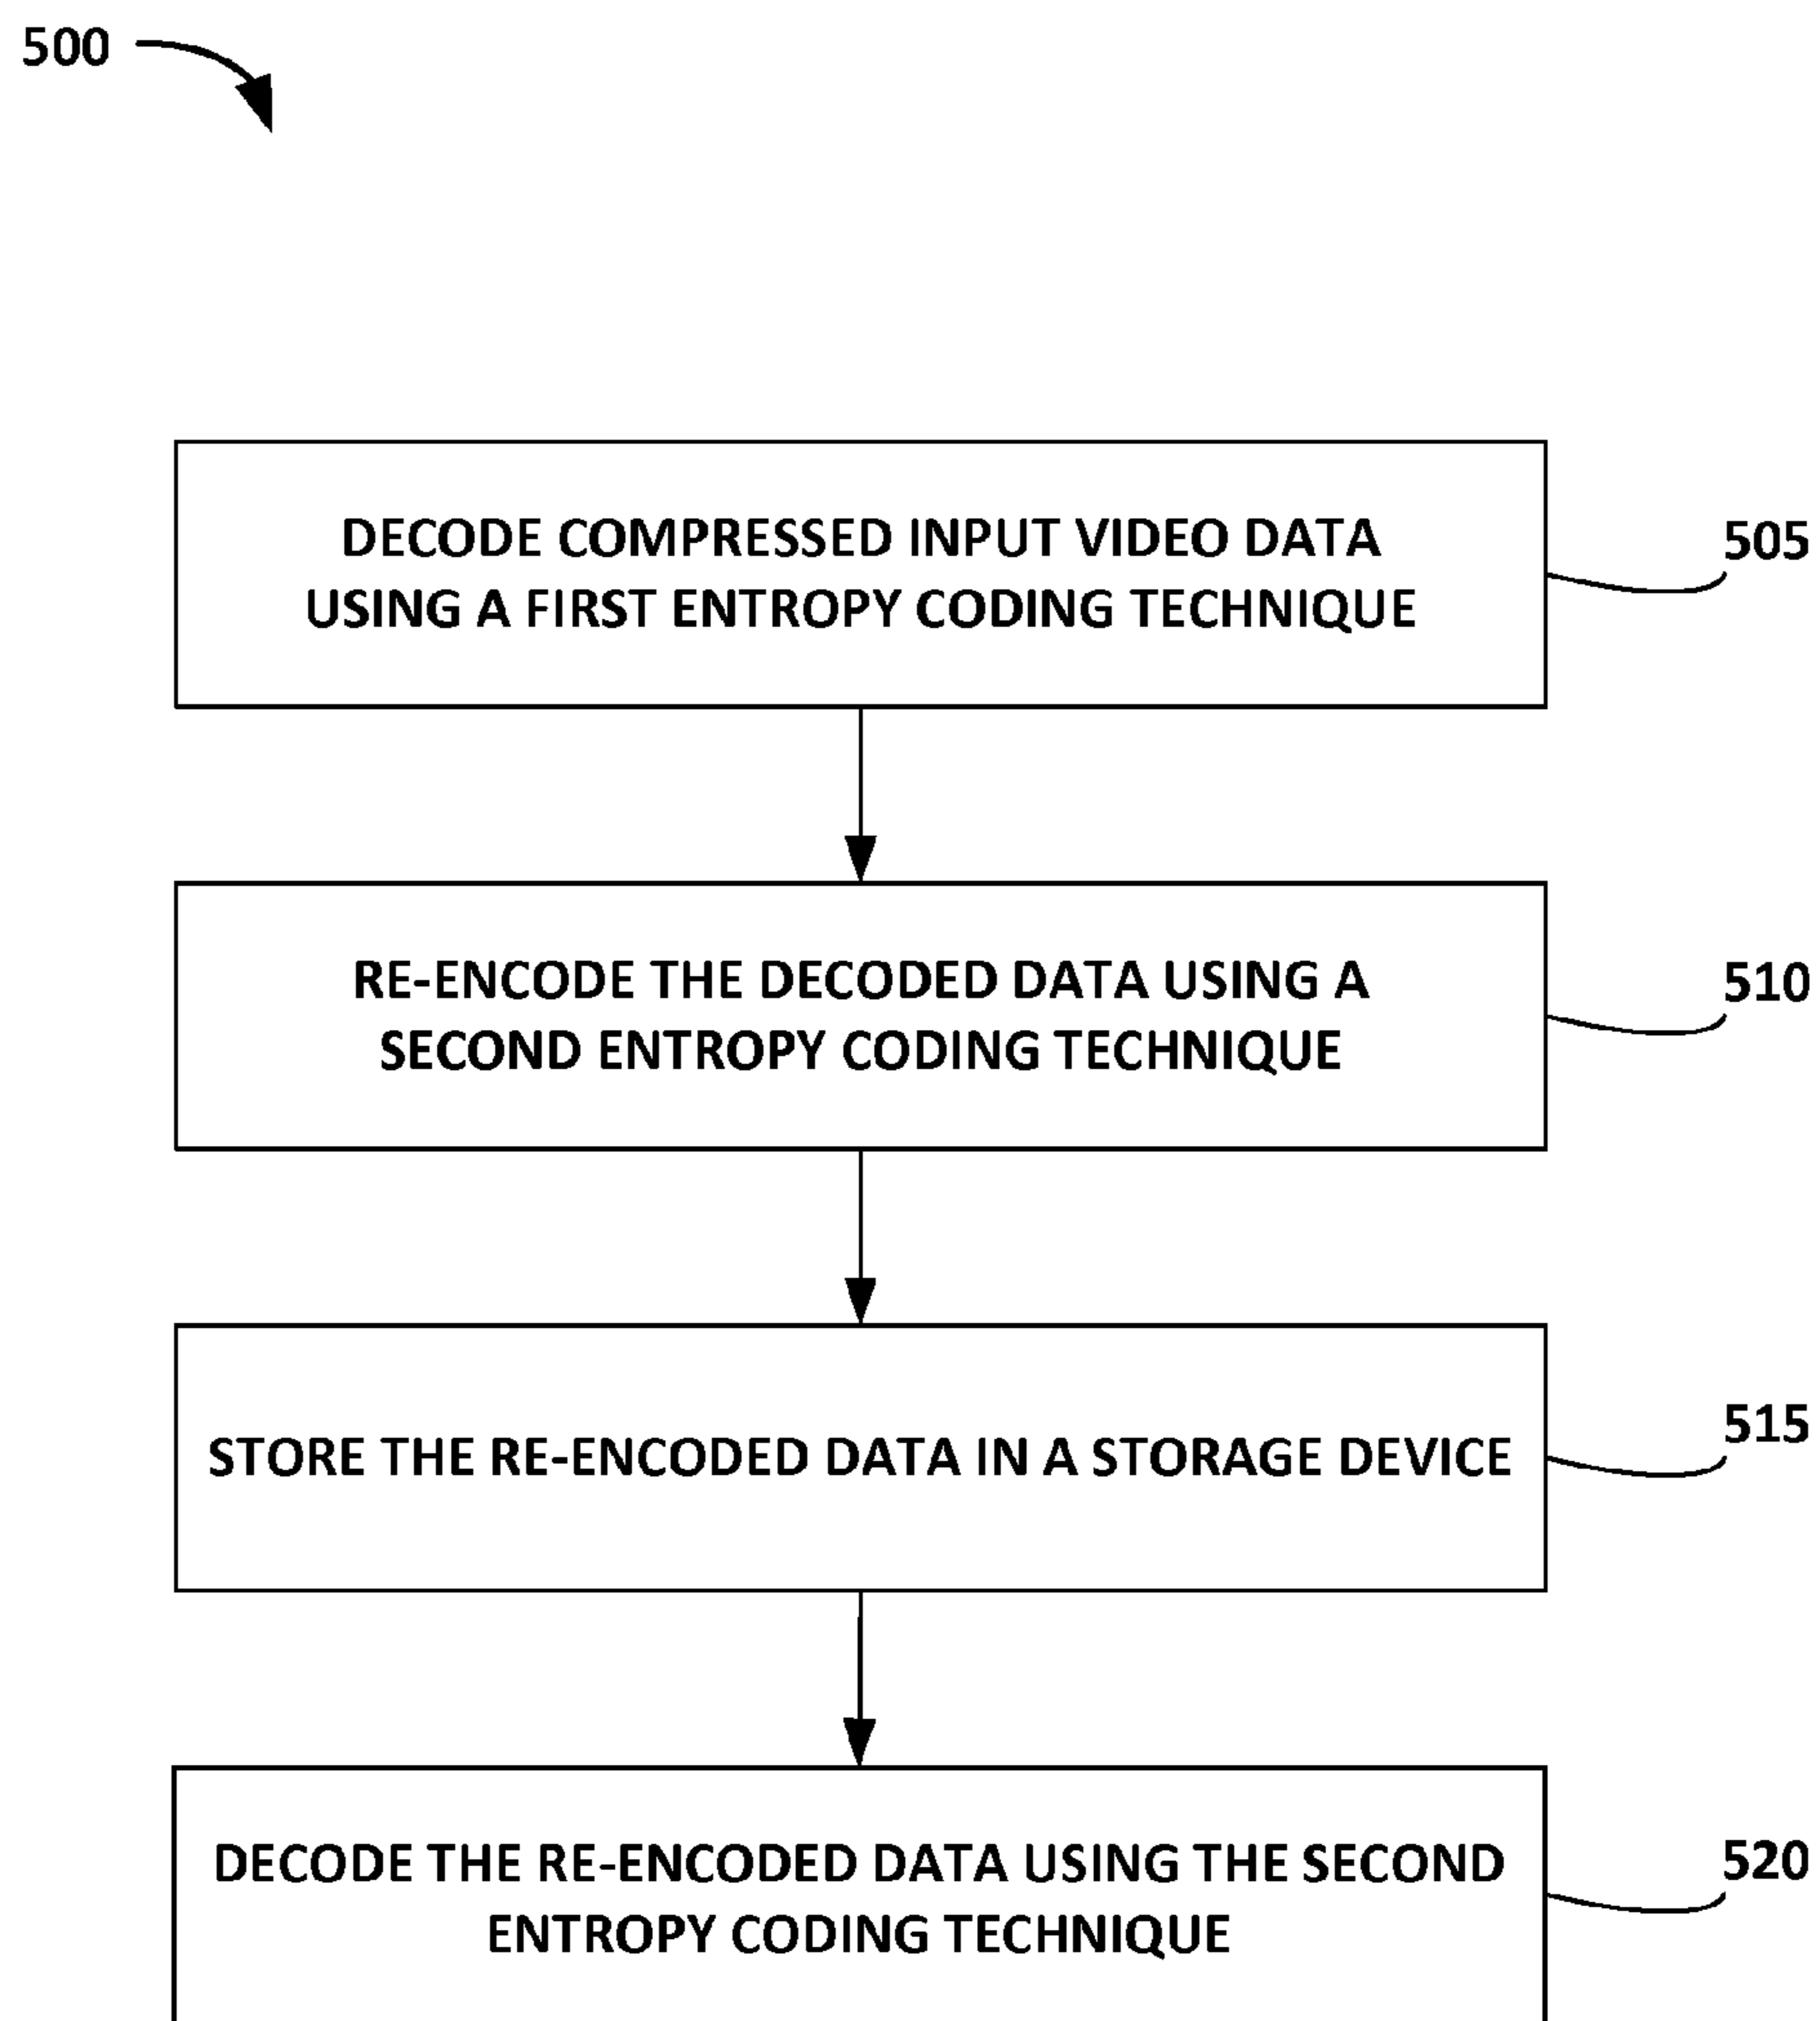 500
DECODE COMPRESSED INPUT VIDEO DATA
USING A FIRST ENTROPY CODING TECHNIQUE
505
RE-ENCODE THE DECODED DATA USING A
SECOND ENTROPY CODING TECHNIQUE
510
STORE THE RE-ENCODED DATA IN A STORAGE DEVICE
515
DECODE THE RE-ENCODED DATA USING THE SECOND
ENTROPY CODING TECHNIQUE
520